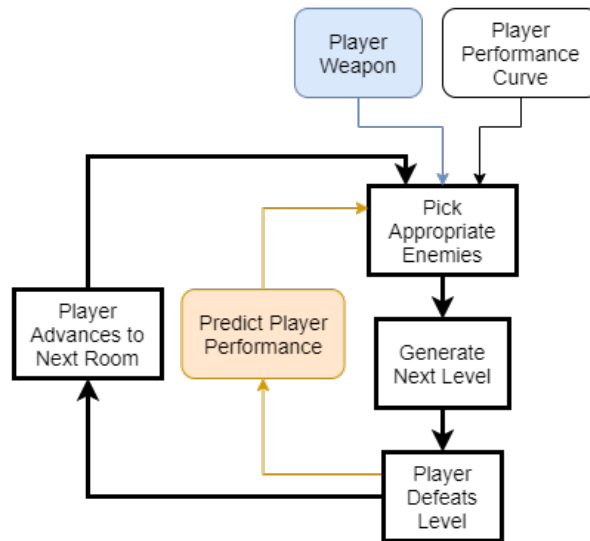 Player
Weapon
Player
Performance
Curve
Pick
Appropriate
Enemies
Player
Advances to
Next Room
Predict Player
Performance
Generate
Next Level
Player
Defeats
Level